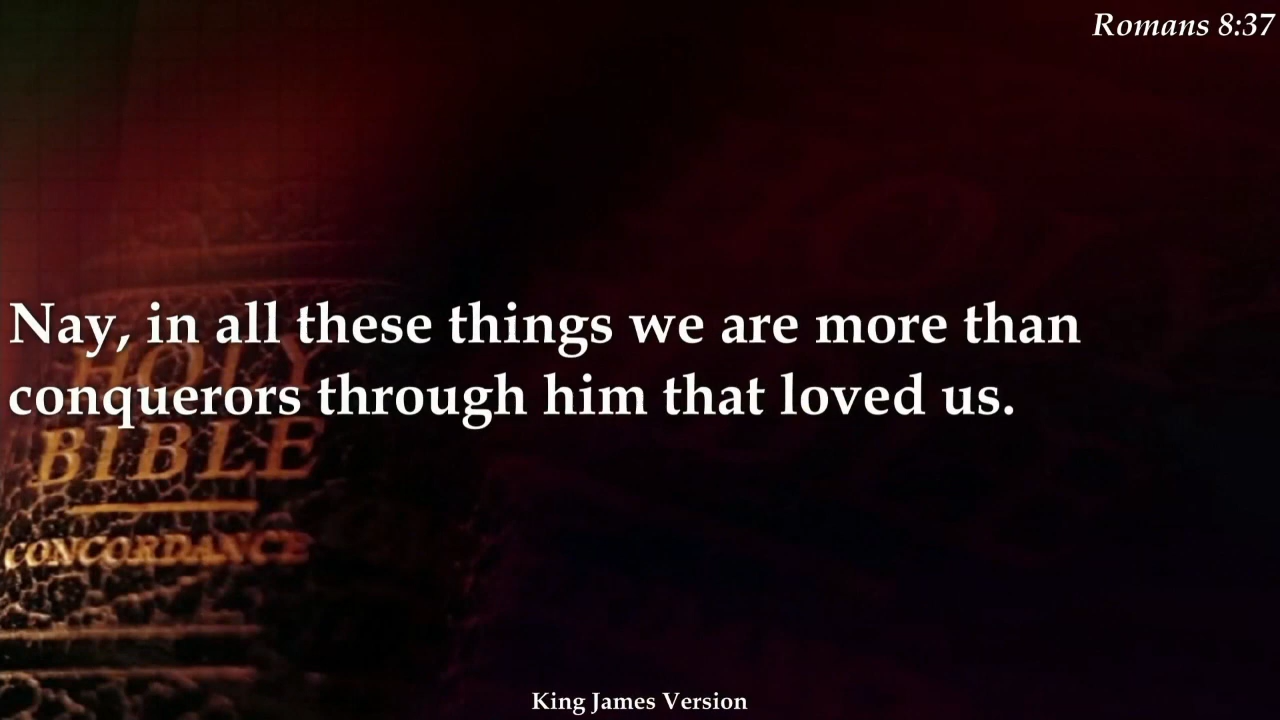 Romans 8:37
Nay, in all these things we are more than
conquerors through him that loved us.
HOLY
BIBLE
CONCORDANCE
King James Version